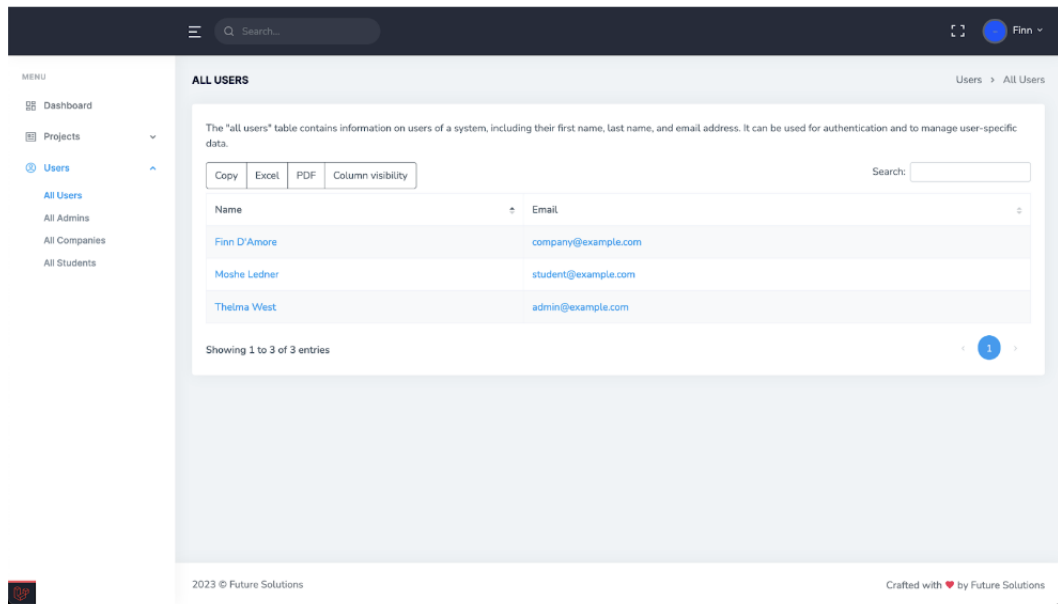 Search...
Finn
MENU
Dashboard
Projects
Users
All Users
All Admins
All Companies
All Students
ALL USERS
Users > All Users
The "all users" table contains information on users of a system, including their first name, last name, and email address. It can be used for authentication and to manage user-specific
data.
Copy Excel PDF Column visibility
Search:
Name Email
Finn D'Amore company@example.com
Moshe Ledner student@example.com
Thelma West admin@example.com
Showing 1 to 3 of 3 entries
1
2023 © Future Solutions
Crafted with ❤ by Future Solutions